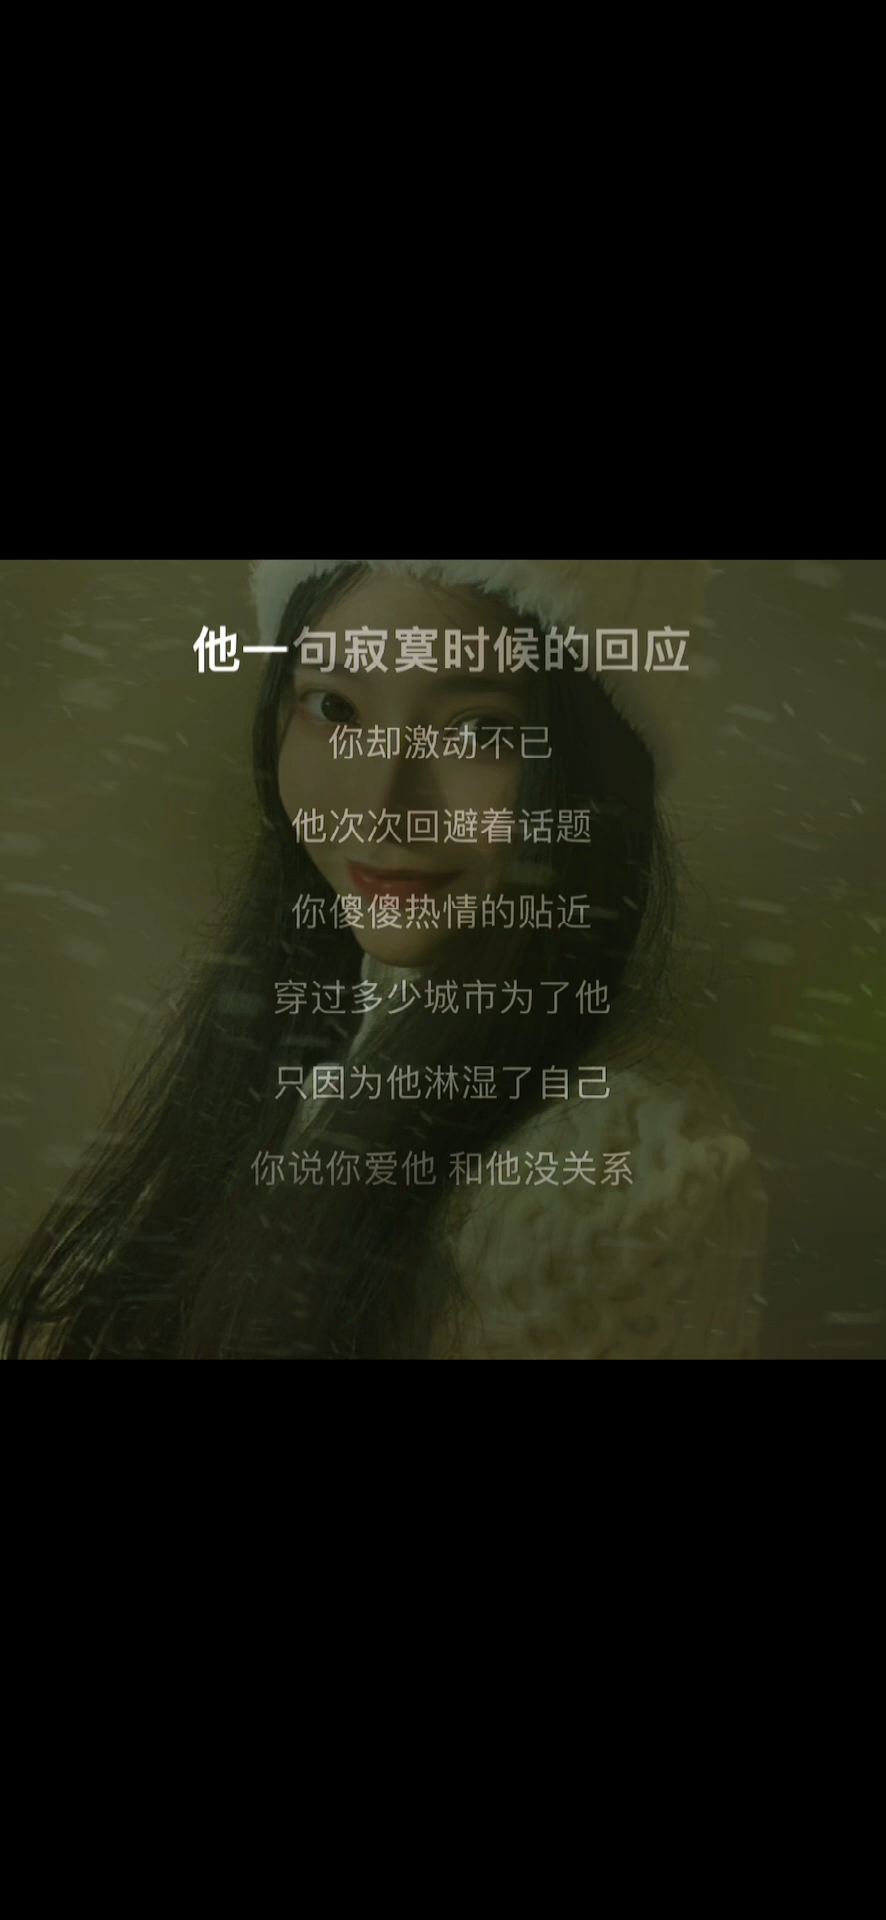 他一句寂寞时候的回应
你却激动不已
他次次回避着话题
你傻傻热情的贴近
穿过多少城市为了他
只因为他淋湿了自己
你说你爱他 和他没关系